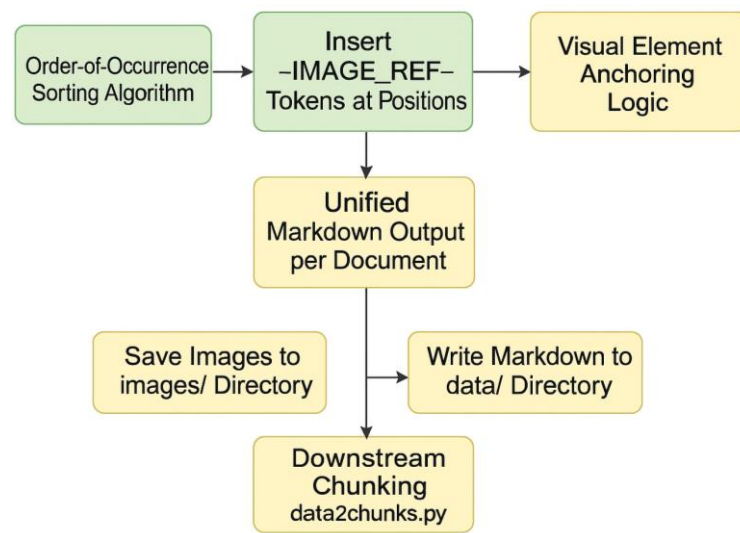 Order-of-Occurrence
Sorting Algorithm
Insert
–IMAGE_REF–
Tokens at Positions
Visual Element
Anchoring
Logic
Unified
Markdown Output
per Document
Save Images to
images/ Directory
Write Markdown to
data/ Directory
Downstream
Chunking
data2chunks.py